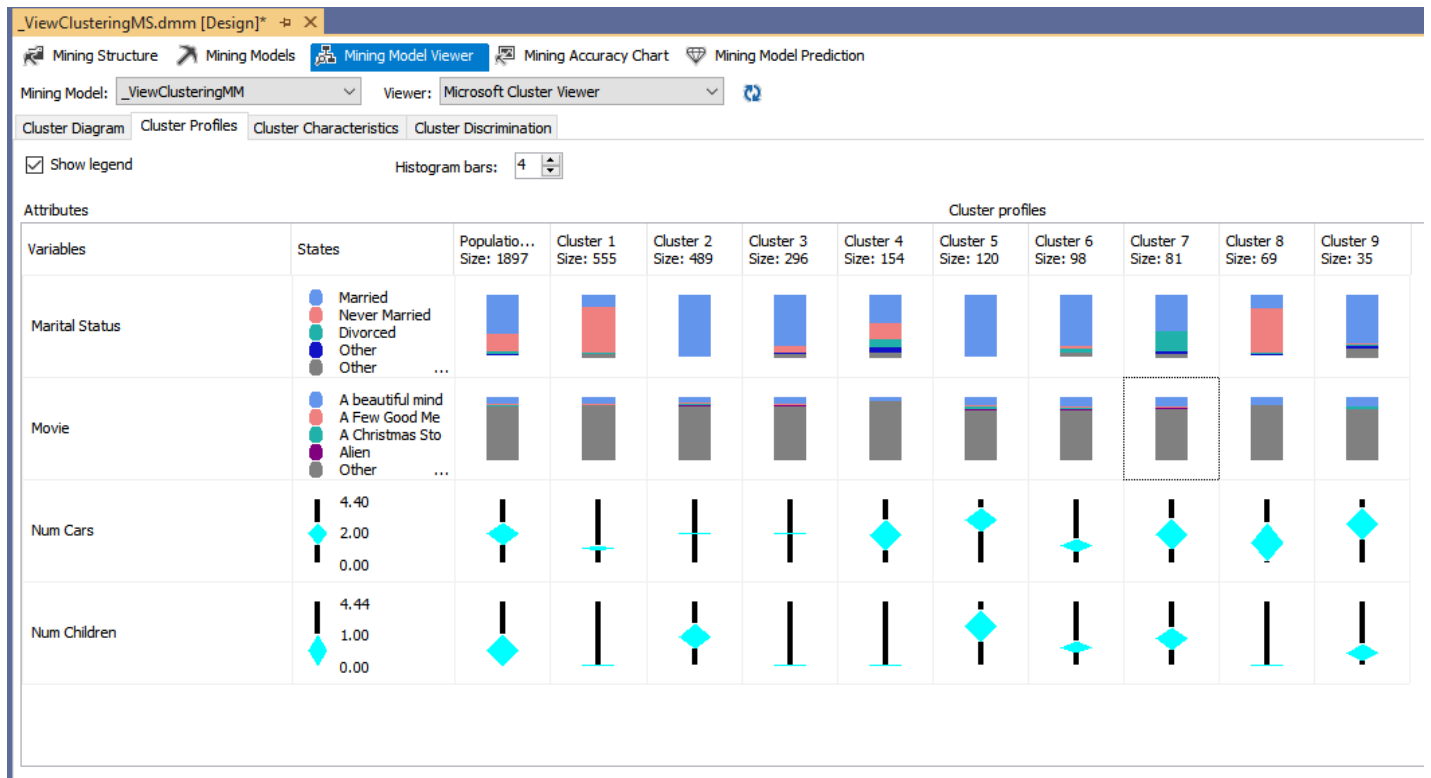 _ViewClusteringMS.dmm [Design]*
Mining Structure Mining Models Mining Model Viewer Mining Accuracy Chart Mining Model Prediction
Mining Model: _ViewClusteringMM Viewer: Microsoft Cluster Viewer
Cluster Diagram Cluster Profiles Cluster Characteristics Cluster Discrimination
Show legend Histogram bars: 4
Attributes Cluster profiles
Variables States Populatio... Cluster 1 Cluster 2 Cluster 3 Cluster 4 Cluster 5 Cluster 6 Cluster 7 Cluster 8 Cluster 9
Size: 1897 Size: 555 Size: 489 Size: 296 Size: 154 Size: 120 Size: 98 Size: 81 Size: 69 Size: 35
Marital Status
Married
Never Married
Divorced
Other
Other ...
Movie
A beautiful mind
A Few Good Me
A Christmas Sto
Alien
Other ...
Num Cars
4.40
2.00
0.00
Num Children
4.44
1.00
0.00